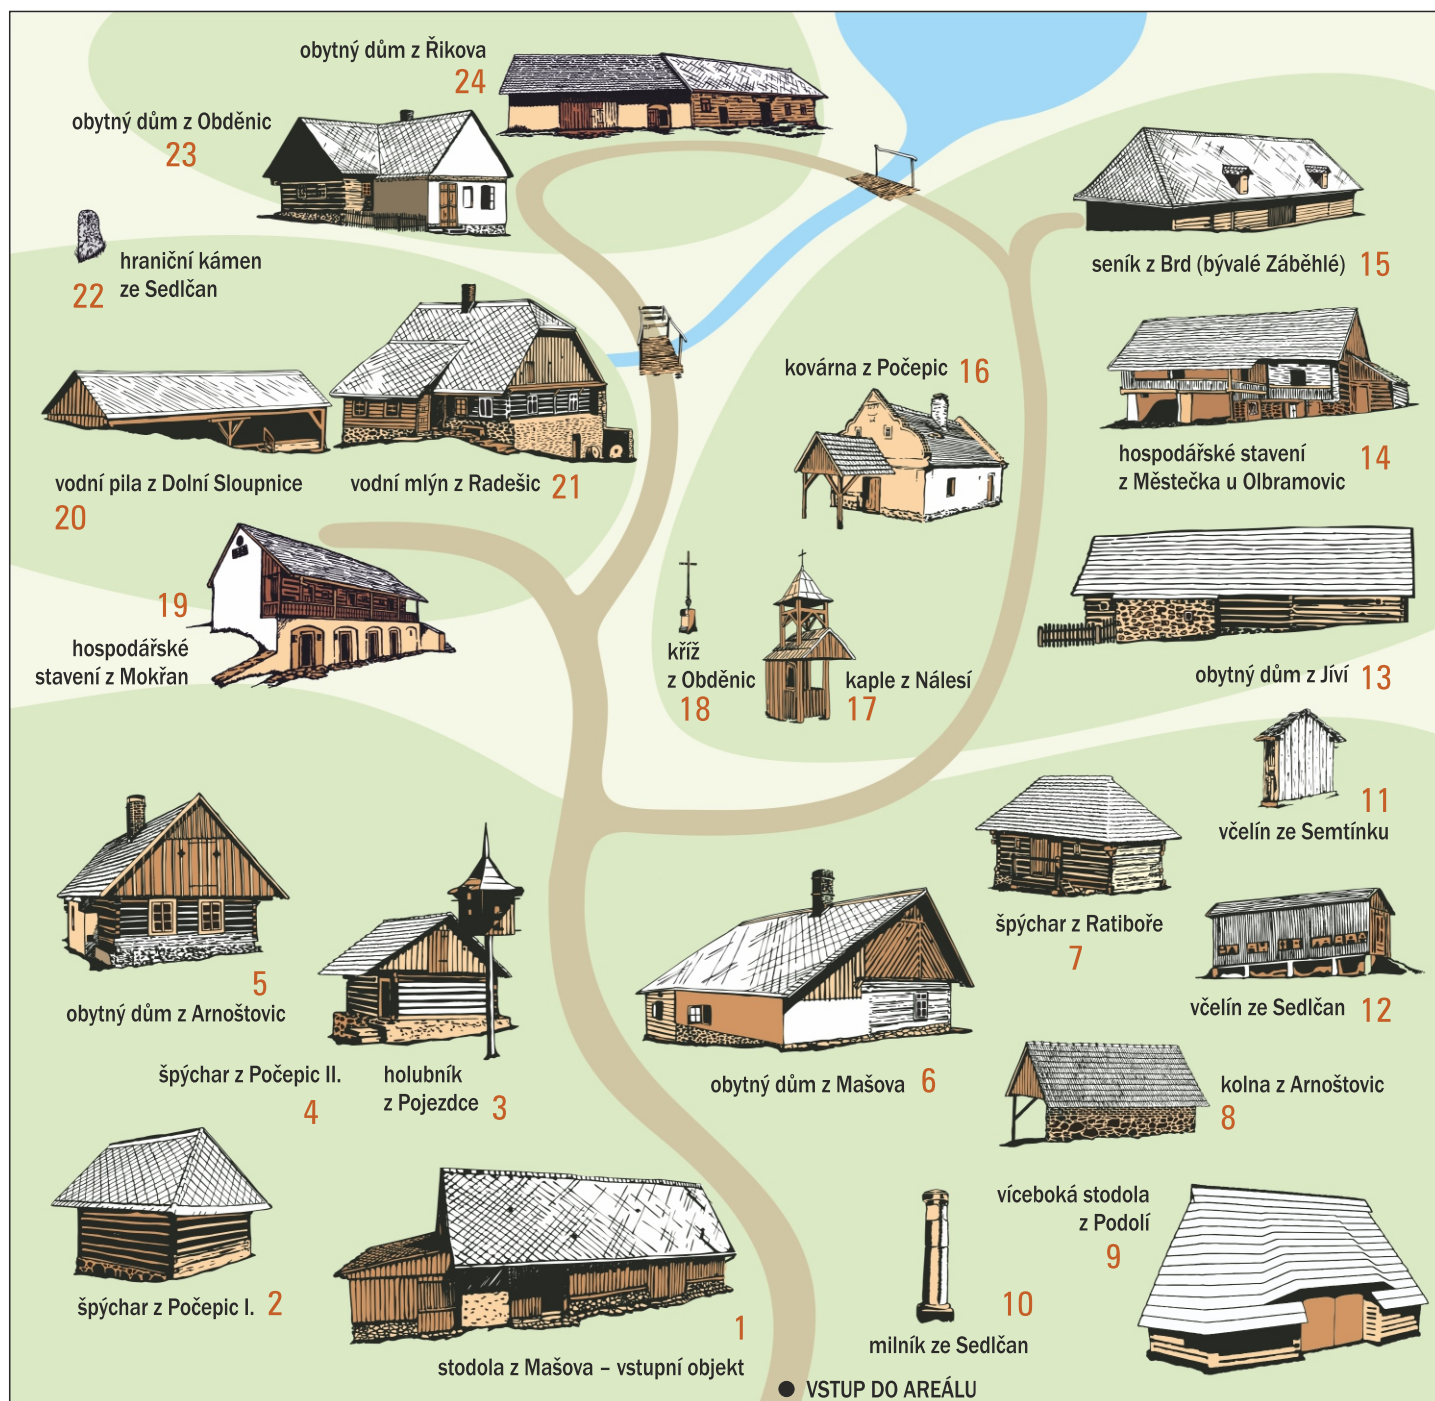 obytný dům z Řikova
24
obytný dům z Obděnic
23
hraniční kámen
ze Sedlčan
22
seník z Brd (bývalé Záběhlé) 15
kovárna z Počepic 16
hospodářské stavení
z Městečka u Olbramovic
14
vodní pila z Dolní Sloupnice
20
vodní mlýn z Radešic 21
19
hospodářské
stavení z Mokřan
kříž
z Obděnic
18
kaple z Nálesí
17
obytný dům z Jíví 13
11
včelín ze Semtínku
špýchar z Ratiboře
7
včelín ze Sedlčan 12
5
obytný dům z Arnoštovic
špýchar z Počepic II.
4
holubník
z Pojezdce 3
obytný dům z Mašova 6
kolna z Arnoštovic
8
víceboká stodola
z Podolí
9
špýchar z Počepic I. 2
1
stodola z Mašova – vstupní objekt
10
milník ze Sedlčan
● VSTUP DO AREÁLU